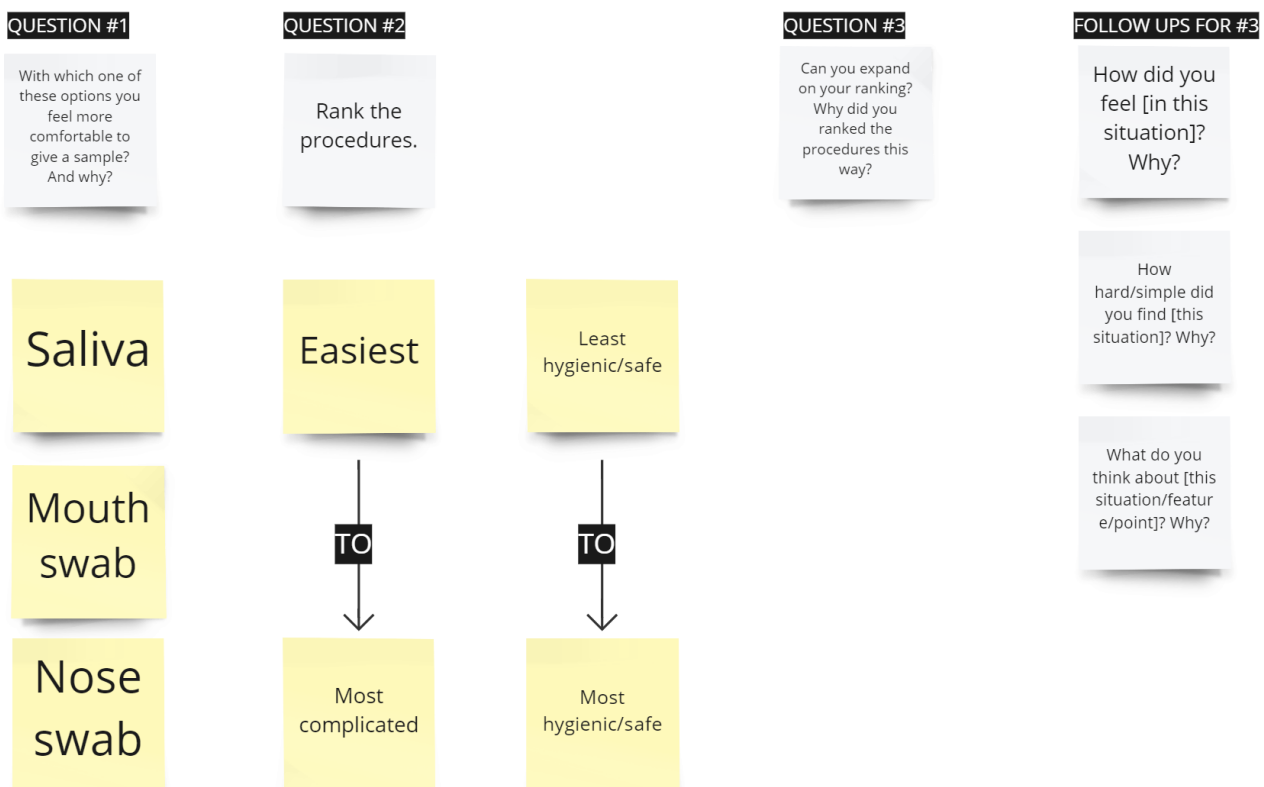 QUESTION #1
With which one of
these options you
feel more
comfortable to
give a sample?
And why?
Saliva
Mouth
swab
Nose
swab
QUESTION #2
Rank the
procedures.
Easiest
TO
Most
complicated
Least
hygienic/safe
TO
Most
hygienic/safe
QUESTION #3
Can you expand
on your ranking?
Why did you
ranked the
procedures this
way?
FOLLOW UPS FOR #3
How did you
feel [in this
situation]?
Why?
How
hard/simple did
you find [this
situation]? Why?
What do you
think about [this
situation/featur
e/point]? Why?